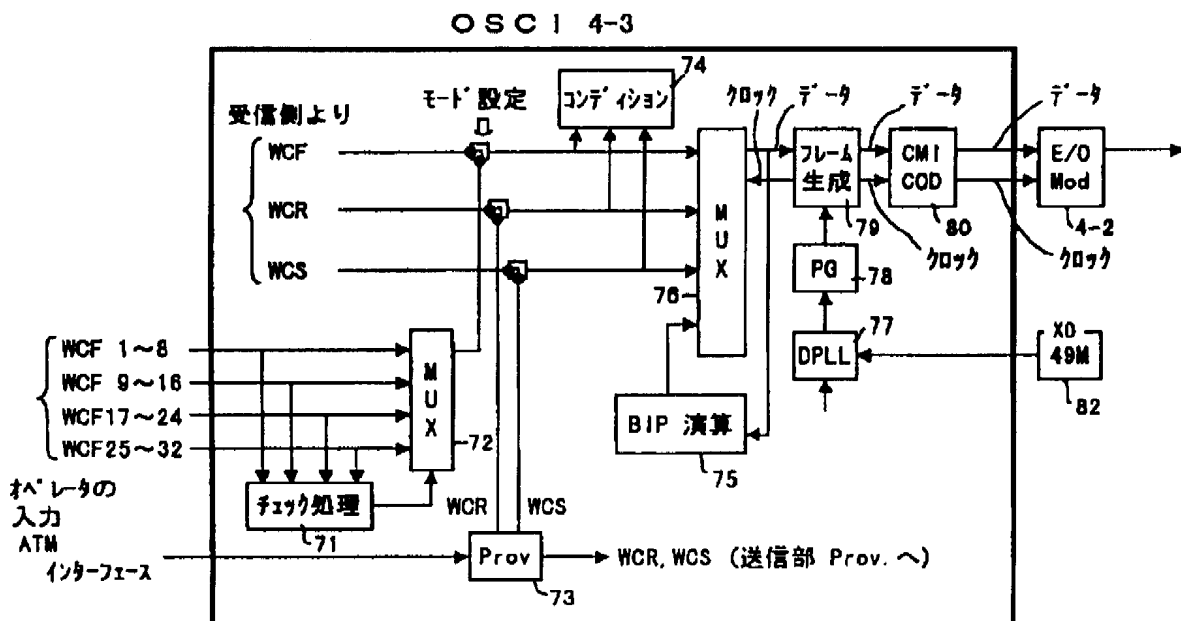 OSCI 4-3
受信側より
WCF
WCR
WCS
モード設定
コンディション
74
MUX
76
クロック
データ
フレーム
生成
79
データ
クロック
CMI
COD
80
データ
クロック
E/O
Mod
4-2
PG
78
DPLL
77
XO
49M
82
BIP 演算
75
WCF 1～8
WCF 9～16
WCF17～24
WCF25～32
MUX
72
チェック処理
71
WCR
WCS
オペレータの
入力
ATM
インターフェース
Prov
73
WCR, WCS (送信部 Prov. へ)